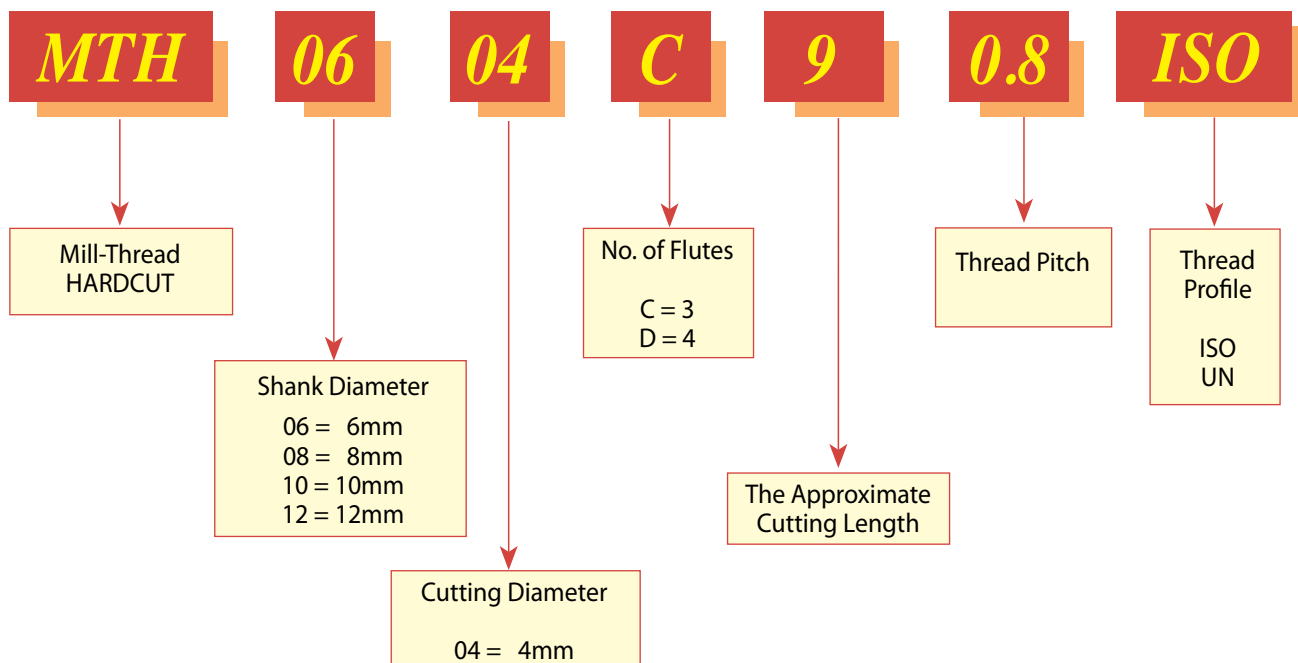 MTH 06 04 C 9 0.8 ISO
Mill-Thread
HARDCUT
Shank Diameter
06 = 6mm
08 = 8mm
10 = 10mm
12 = 12mm
Cutting Diameter
04 = 4mm
No. of Flutes
C = 3
D = 4
The Approximate
Cutting Length
Thread Pitch
Thread
Profile
ISO
UN